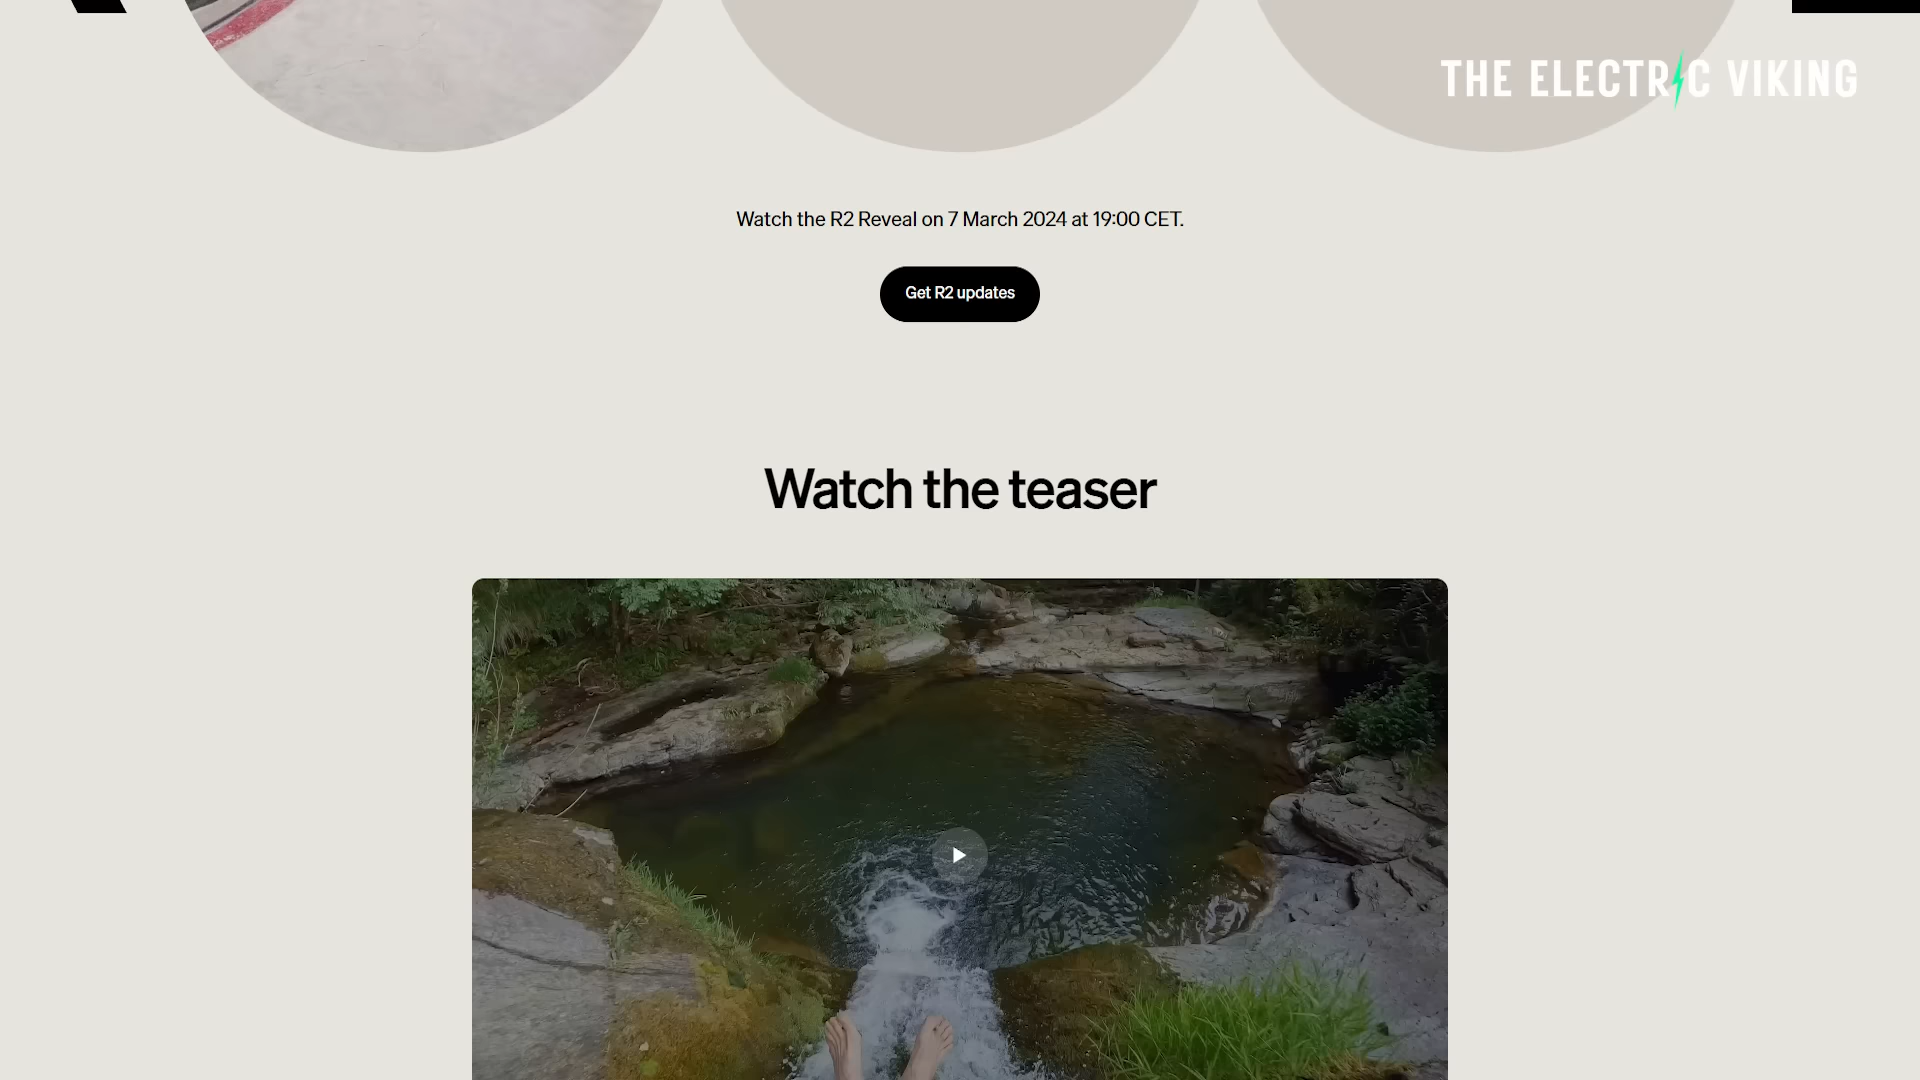 THE ELECTRIC VIKING
Watch the R2 Reveal on 7 March 2024 at 19:00 CET.
Get R2 updates
Watch the teaser